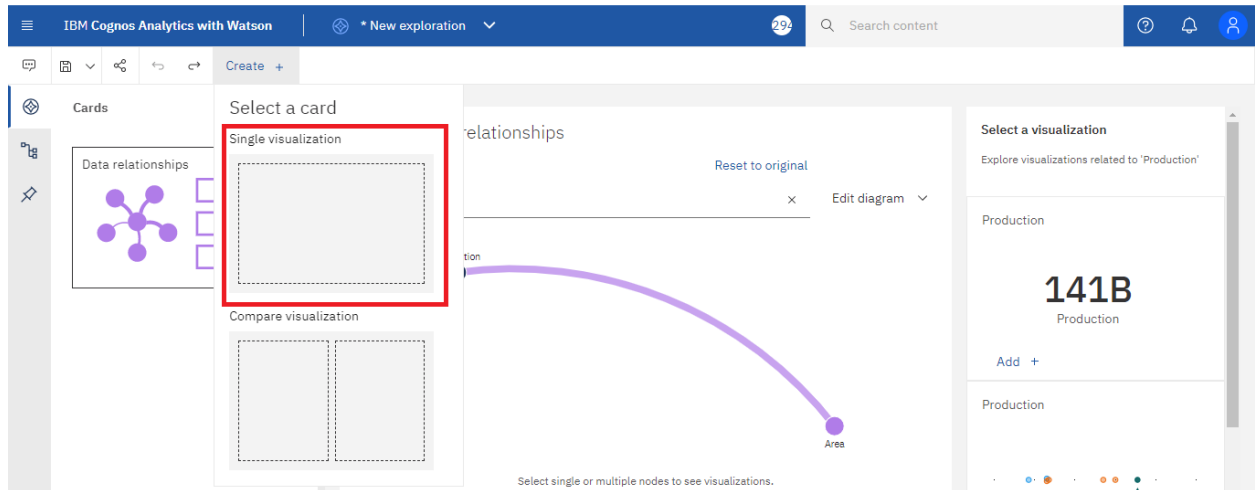 IBM Cognos Analytics with Watson
* New exploration
294
Search content
Create +
Cards
Data relationships
Select a card
Single visualization
Compare visualization
relationships
Reset to original
Edit diagram
tion
Area
Select single or multiple nodes to see visualizations.
Select a visualization
Explore visualizations related to 'Production'
Production
141B
Production
Add +
Production